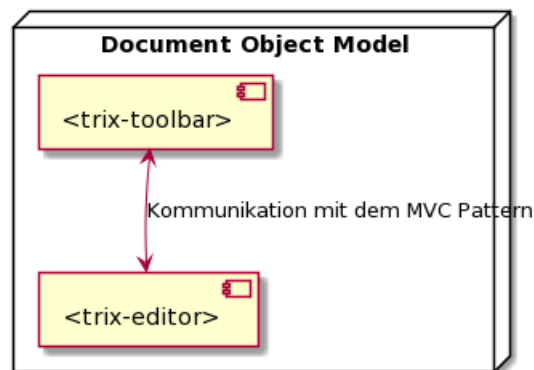 Document Object Model
<trix-toolbar>
Kommunikation mit dem MVC Pattern
<trix-editor>